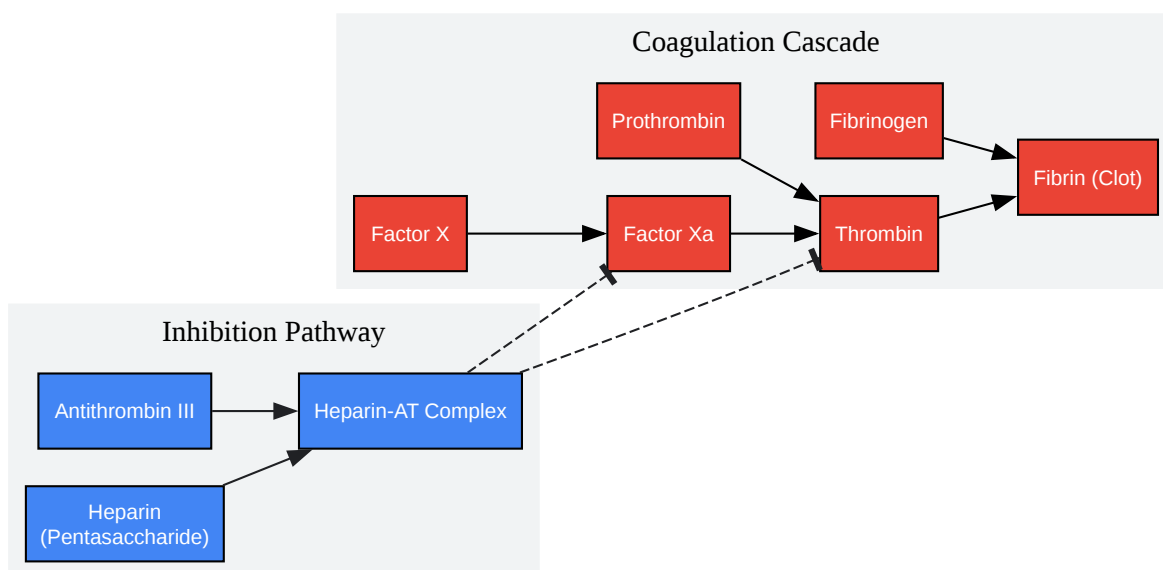 Coagulation Cascade
Prothrombin
Fibrinogen
Fibrin (Clot)
Factor X
Factor Xa
Thrombin
Inhibition Pathway
Antithrombin III
Heparin-AT Complex
Heparin
(Pentasaccharide)